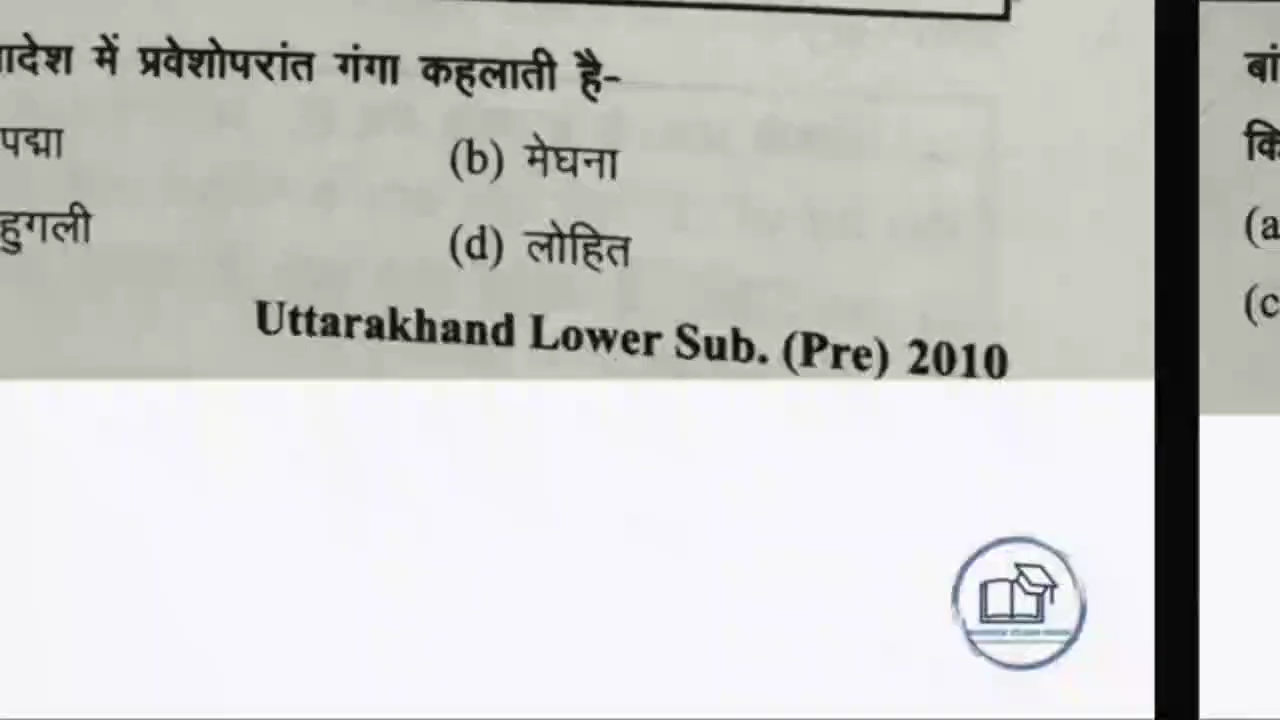 ादेश में प्रवेशोपरांत गंगा कहलाती है-
पद्मा (b) मेघना
हुगली (d) लोहित
Uttarakhand Lower Sub. (Pre) 2010
बां
कि
(a
(c